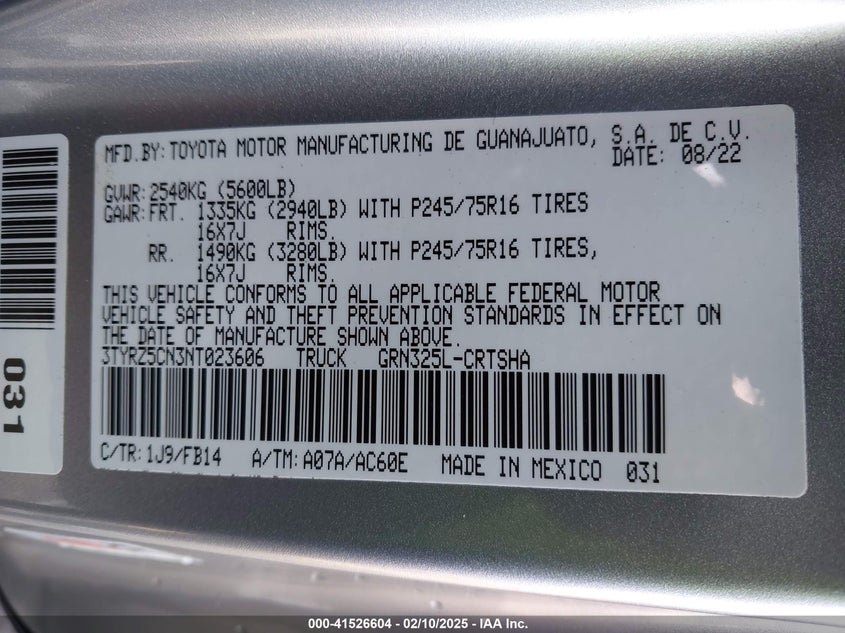 MFD.BY:TOYOTA MOTOR MANUFACTURING DE GUANAJUATO, S.A. DE C.V.
DATE: 08/22
GVWR:2540KG (5600LB)
GAWR:FRT. 1335KG (2940LB) WITH P245/75R16 TIRES
16X7J RIMS.
RR. 1490KG (3280LB) WITH P245/75R16 TIRES,
16X7J RIMS.
THIS VEHICLE CONFORMS TO ALL APPLICABLE FEDERAL MOTOR
VEHICLE SAFETY AND THEFT PREVENTION STANDARDS IN EFFECT ON
THE DATE OF MANUFACTURE SHOWN ABOVE.
3TYRZ5CN3NT023606 TRUCK GRN325L-CRTSHA
C/TR:1J9/FB14 A/TM:A07A/AC60E MADE IN MEXICO 031
031
000-41526604 — 02/10/2025 — IAA Inc.